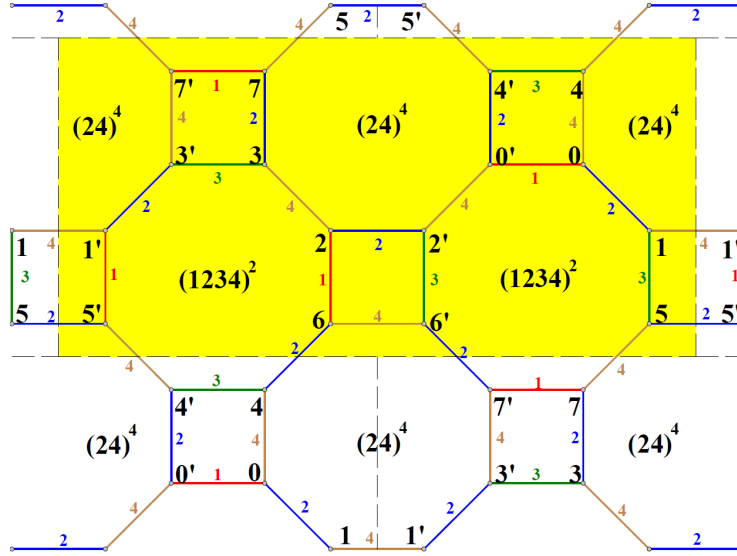 2 4 4 5 2 5' 4 4 2
7' 1 7 4' 3 4
(24)^4 4 2 (24)^4 2 4 (24)^4
3' 3 0' 0
3 1
2 4 4 2
1 4 1' 2 2 2' 1 4 1'
3 1 (1234)^2 1 3 (1234)^2 3 1
5 2 5' 6 4 6' 5 2 5'
4 2 2 4
3 1
4' 4 7' 7
(24)^4 2 4 (24)^4 4 2 (24)^4
0' 1 0 3' 3 3
4 2 2 4
2 1 4 1' 2